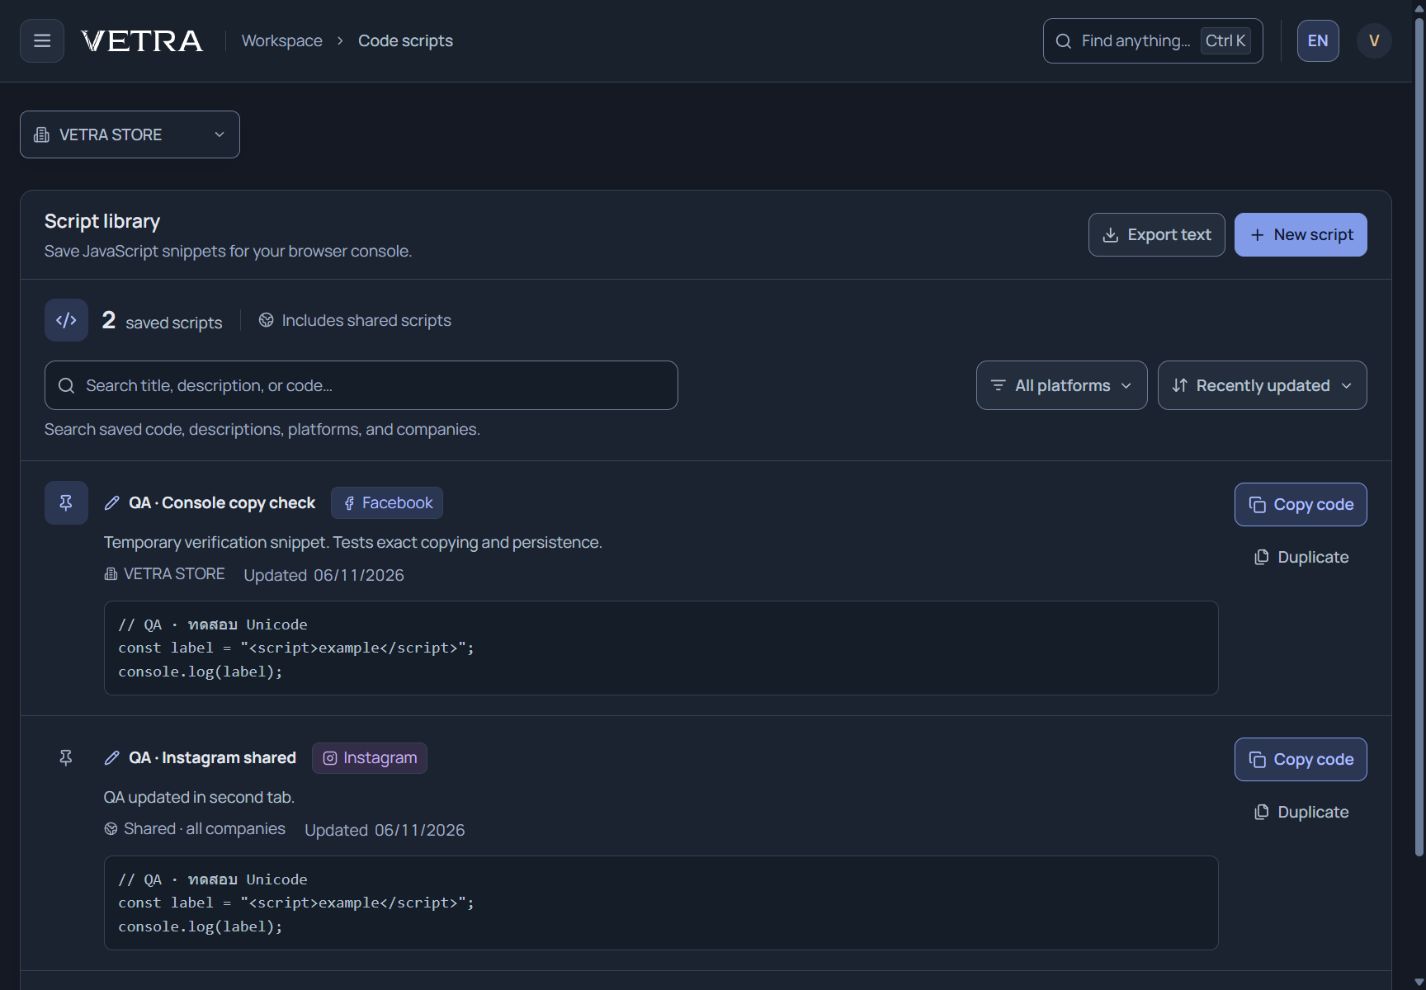 VETRA
Workspace > Code scripts
Find anything... Ctrl K
EN
V
VETRA STORE
Script library
Save JavaScript snippets for your browser console.
Export text
+ New script
</> 2 saved scripts
Includes shared scripts
Search title, description, or code...
All platforms
Recently updated
Search saved code, descriptions, platforms, and companies.
QA · Console copy check
Facebook
Copy code
Temporary verification snippet. Tests exact copying and persistence.
Duplicate
VETRA STORE Updated 06/11/2026
// QA · ทดสอบ Unicode
const label = "<script>example</script>";
console.log(label);
QA · Instagram shared
Instagram
Copy code
QA updated in second tab.
Duplicate
Shared · all companies Updated 06/11/2026
// QA · ทดสอบ Unicode
const label = "<script>example</script>";
console.log(label);